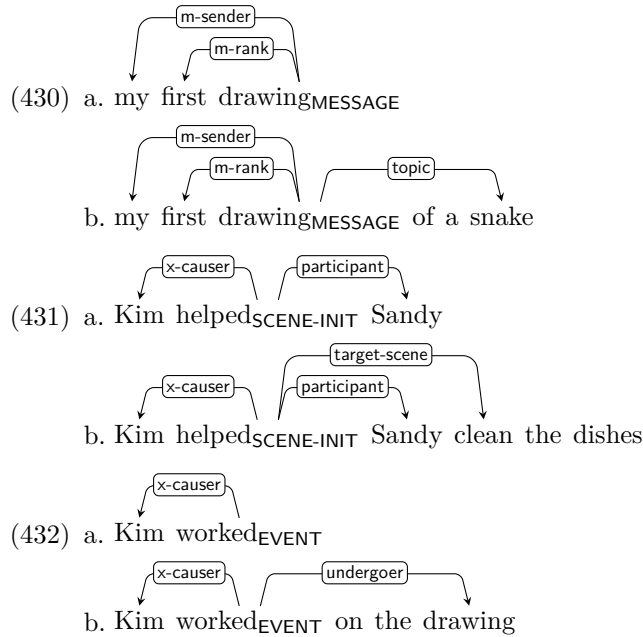 m-sender
m-rank
(430) a. my first drawingMESSAGE
m-sender
m-rank topic
b. my first drawingMESSAGE of a snake
x-causer participant
(431) a. Kim helpedSCENE-INIT Sandy
target-scene
x-causer participant
b. Kim helpedSCENE-INIT Sandy clean the dishes
x-causer
(432) a. Kim workedEVENT
x-causer undergoer
b. Kim workedEVENT on the drawing